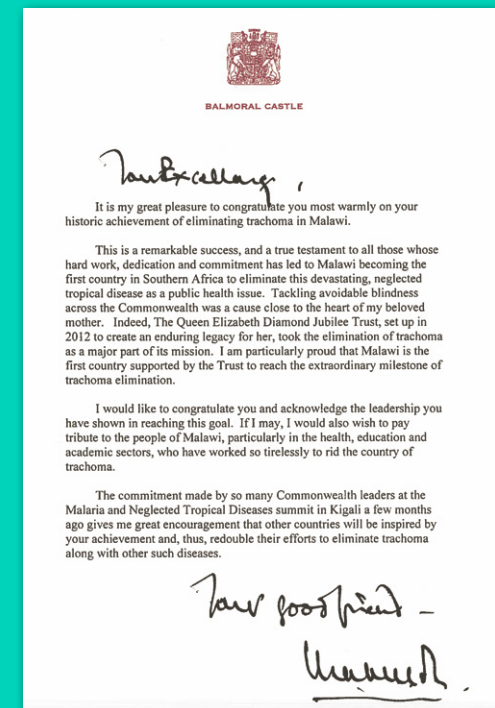 BALMORAL CASTLE
Your Excellency,
It is my great pleasure to congratulate you most warmly on your
historic achievement of eliminating trachoma in Malawi.
This is a remarkable success, and a true testament to all those whose
hard work, dedication and commitment has led to Malawi becoming the
first country in Southern Africa to eliminate this devastating, neglected
tropical disease as a public health issue. Tackling avoidable blindness
across the Commonwealth was a cause close to the heart of my beloved
mother. Indeed, The Queen Elizabeth Diamond Jubilee Trust, set up in
2012 to create an enduring legacy for her, took the elimination of trachoma
as a major part of its mission. I am particularly proud that Malawi is the
first country supported by the Trust to reach the extraordinary milestone of
trachoma elimination.
I would like to congratulate you and acknowledge the leadership you
have shown in reaching this goal. If I may, I would also wish to pay
tribute to the people of Malawi, particularly in the health, education and
academic sectors, who have worked so tirelessly to rid the country of
trachoma.
The commitment made by so many Commonwealth leaders at the
Malaria and Neglected Tropical Diseases summit in Kigali a few months
ago gives me great encouragement that other countries will be inspired by
your achievement and, thus, redouble their efforts to eliminate trachoma
along with other such diseases.
Your good friend –